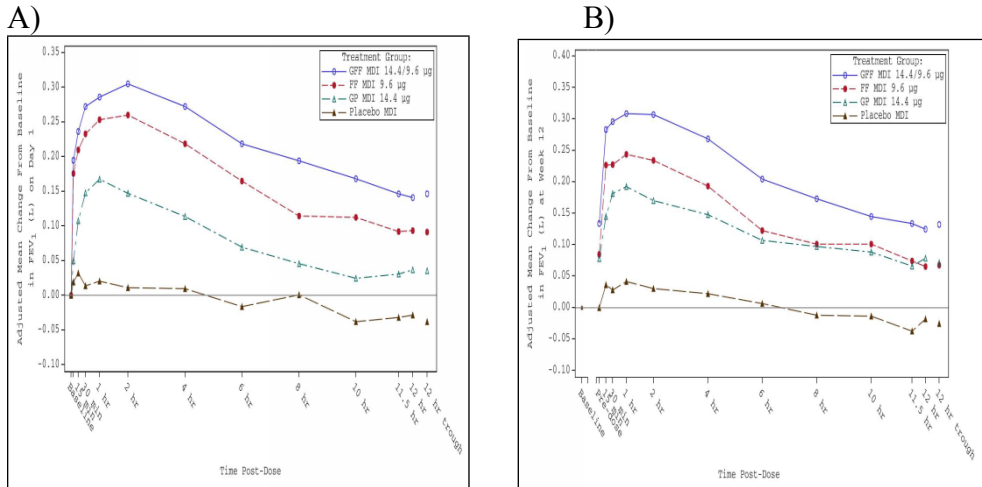 A)
Adjusted Mean Change From Baseline
in FEV₁ (L) on Day 1
0.35
0.30
0.25
0.20
0.15
0.10
0.05
0.00
-0.05
-0.10
Treatment Group:
GFF MDI 14.4/9.6 µg
FF MDI 9.6 µg
GP MDI 14.4 µg
Placebo MDI
Baseline
15 min
30 min
1 hr
2 hr
4 hr
6 hr
8 hr
10 hr
11.5 hr
12 hr
12 hr trough
Time Post-Dose
B)
Adjusted Mean Change From Baseline
in FEV₁ (L) at Week 12
0.40
0.35
0.30
0.25
0.20
0.15
0.10
0.05
0.00
-0.05
-0.10
Treatment Group:
GFF MDI 14.4/9.6 µg
FF MDI 9.6 µg
GP MDI 14.4 µg
Placebo MDI
Baseline
Pre-dose
15 min
30 min
1 hr
2 hr
4 hr
6 hr
8 hr
10 hr
11.5 hr
12 hr
12 hr trough
Time Post-Dose